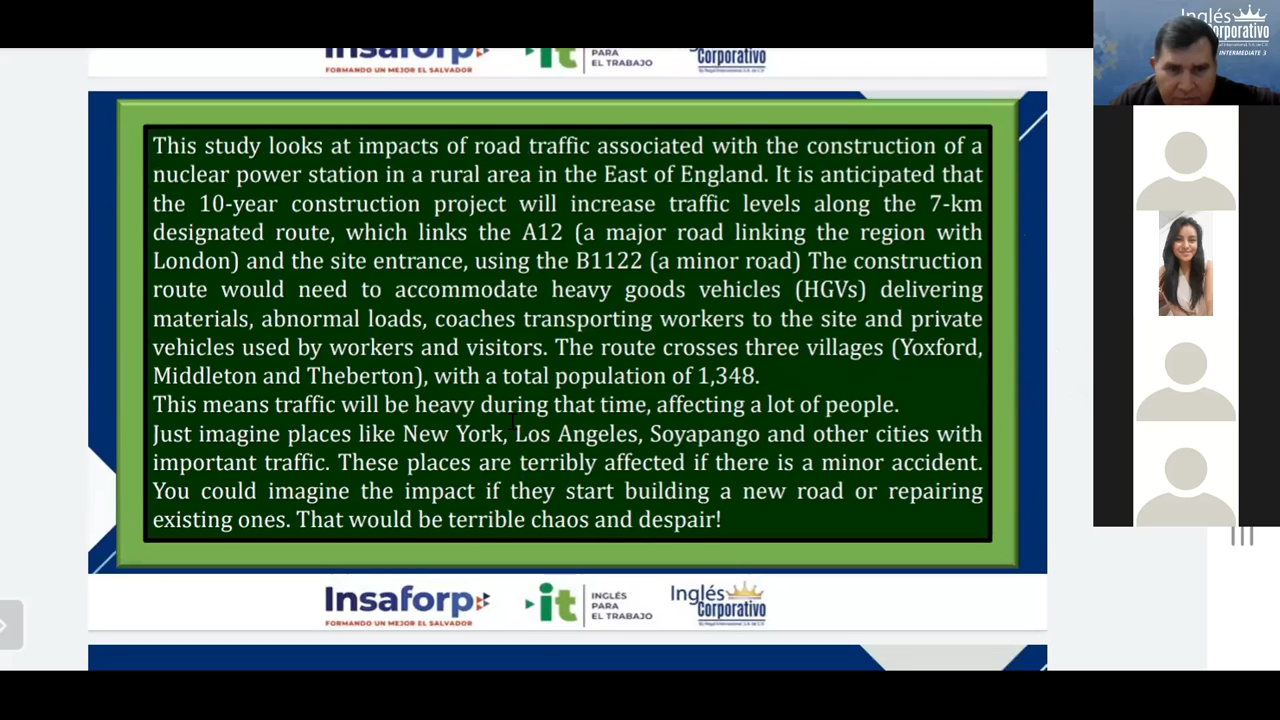 Insaforp
FORMANDO UN MEJOR EL SALVADOR
it
PARA
EL TRABAJO
Corporativo
Inglés
Corporativo
INTERMEDIATE 3
This study looks at impacts of road traffic associated with the construction of a
nuclear power station in a rural area in the East of England. It is anticipated that
the 10-year construction project will increase traffic levels along the 7-km
designated route, which links the A12 (a major road linking the region with
London) and the site entrance, using the B1122 (a minor road) The construction
route would need to accommodate heavy goods vehicles (HGVs) delivering
materials, abnormal loads, coaches transporting workers to the site and private
vehicles used by workers and visitors. The route crosses three villages (Yoxford,
Middleton and Theberton), with a total population of 1,348.
This means traffic will be heavy during that time, affecting a lot of people.
Just imagine places like New York, Los Angeles, Soyapango and other cities with
important traffic. These places are terribly affected if there is a minor accident.
You could imagine the impact if they start building a new road or repairing
existing ones. That would be terrible chaos and despair!
Insaforp
FORMANDO UN MEJOR EL SALVADOR
it
INGLÉS
PARA
EL TRABAJO
Inglés
Corporativo